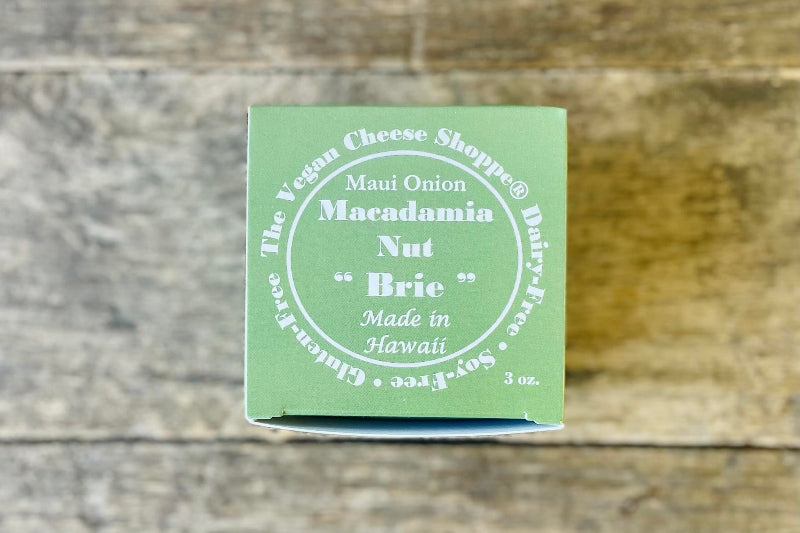 The Vegan Cheese Shoppe® Dairy-Free • Soy-Free • Gluten-Free
Maui Onion
Macadamia
Nut
“ Brie ”
Made in
Hawaii
3 oz.